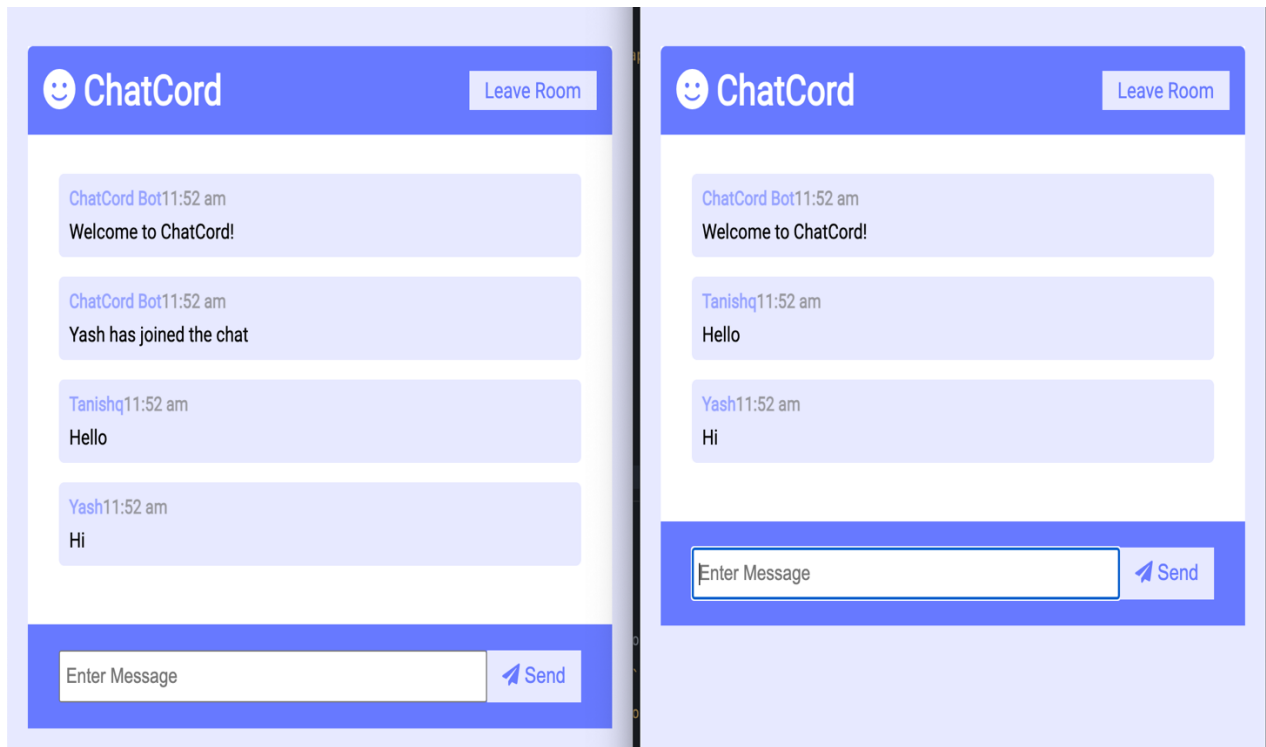 ChatCord
Leave Room
ChatCord Bot11:52 am
Welcome to ChatCord!
ChatCord Bot11:52 am
Yash has joined the chat
Tanishq11:52 am
Hello
Yash11:52 am
Hi
Enter Message
Send
ChatCord
Leave Room
ChatCord Bot11:52 am
Welcome to ChatCord!
Tanishq11:52 am
Hello
Yash11:52 am
Hi
Enter Message
Send